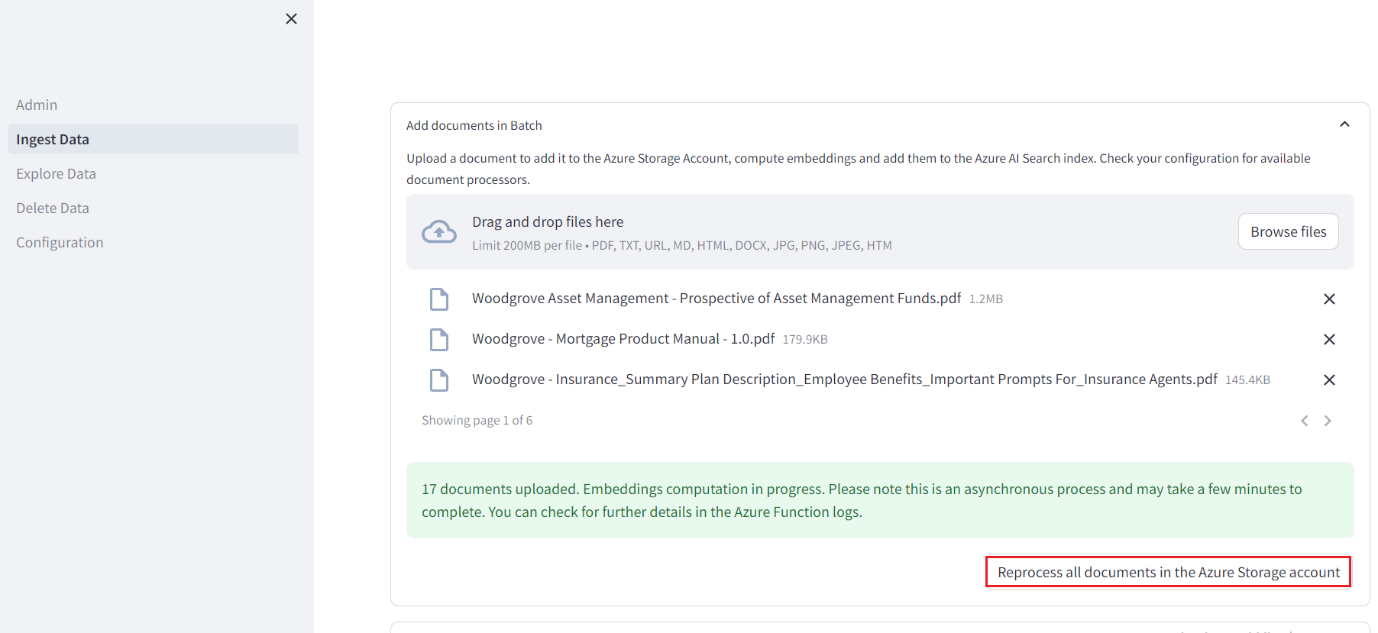 Admin
Ingest Data
Explore Data
Delete Data
Configuration
Add documents in Batch
Upload a document to add it to the Azure Storage Account, compute embeddings and add them to the Azure AI Search index. Check your configuration for available
document processors.
Drag and drop files here
Limit 200MB per file • PDF, TXT, URL, MD, HTML, DOCX, JPG, PNG, JPEG, HTM
Browse files
Woodgrove Asset Management - Prospective of Asset Management Funds.pdf 1.2MB
Woodgrove - Mortgage Product Manual - 1.0.pdf 179.9KB
Woodgrove - Insurance_Summary Plan Description_Employee Benefits_Important Prompts For_Insurance Agents.pdf 145.4KB
Showing page 1 of 6
17 documents uploaded. Embeddings computation in progress. Please note this is an asynchronous process and may take a few minutes to
complete. You can check for further details in the Azure Function logs.
Reprocess all documents in the Azure Storage account